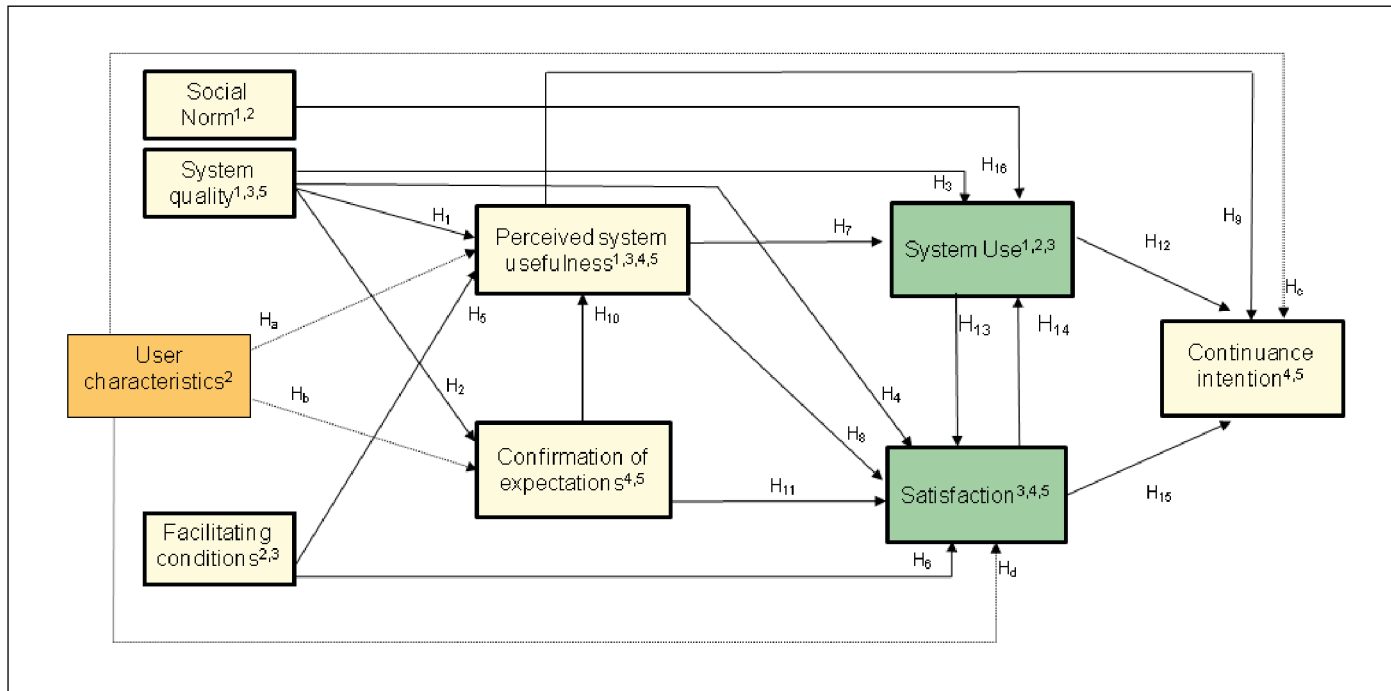 Social
Norm1,2
System
quality1,3,5
H16
H3
H9
H1
Perceived system
usefulness1,3,4,5
H7
System Use1,2,3
H12
Ha
H5
H10
H13
H14
Hc
User
characteristics2
Continuance
intention4,5
Hb
H2
H4
H8
Confirmation of
expectations4,5
H11
Satisfaction3,4,5
H15
Facilitating
conditions2,3
H6
Hd